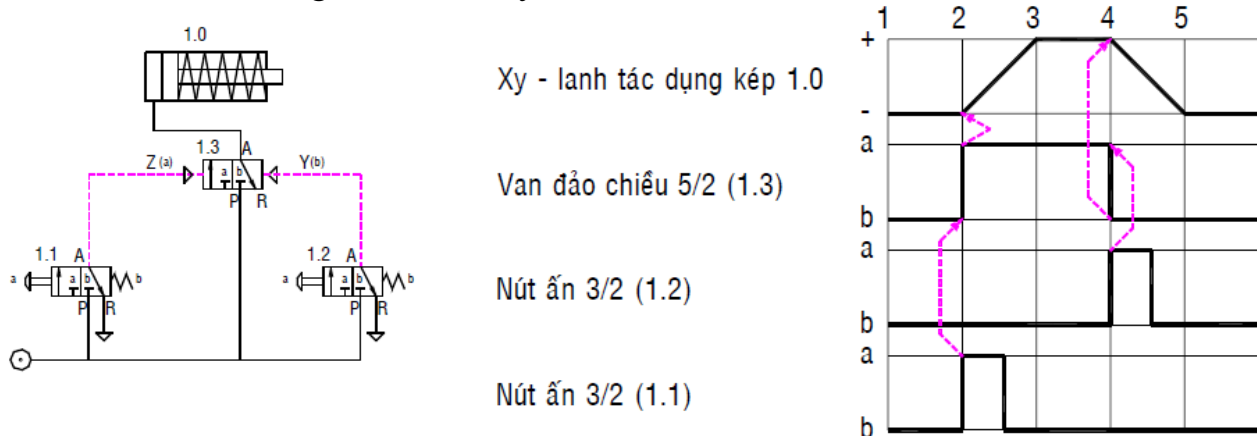 1.0
1.3 A
Z (a)
a b
Y(b)
P R
1.1 A
a a b b
P R
1.2 A
a a b b
P R
Xy - lanh tác dụng kép 1.0
Van đảo chiều 5/2 (1.3)
Nút ấn 3/2 (1.2)
Nút ấn 3/2 (1.1)
1 2 3 4 5
+
-
a
b
a
b
a
b